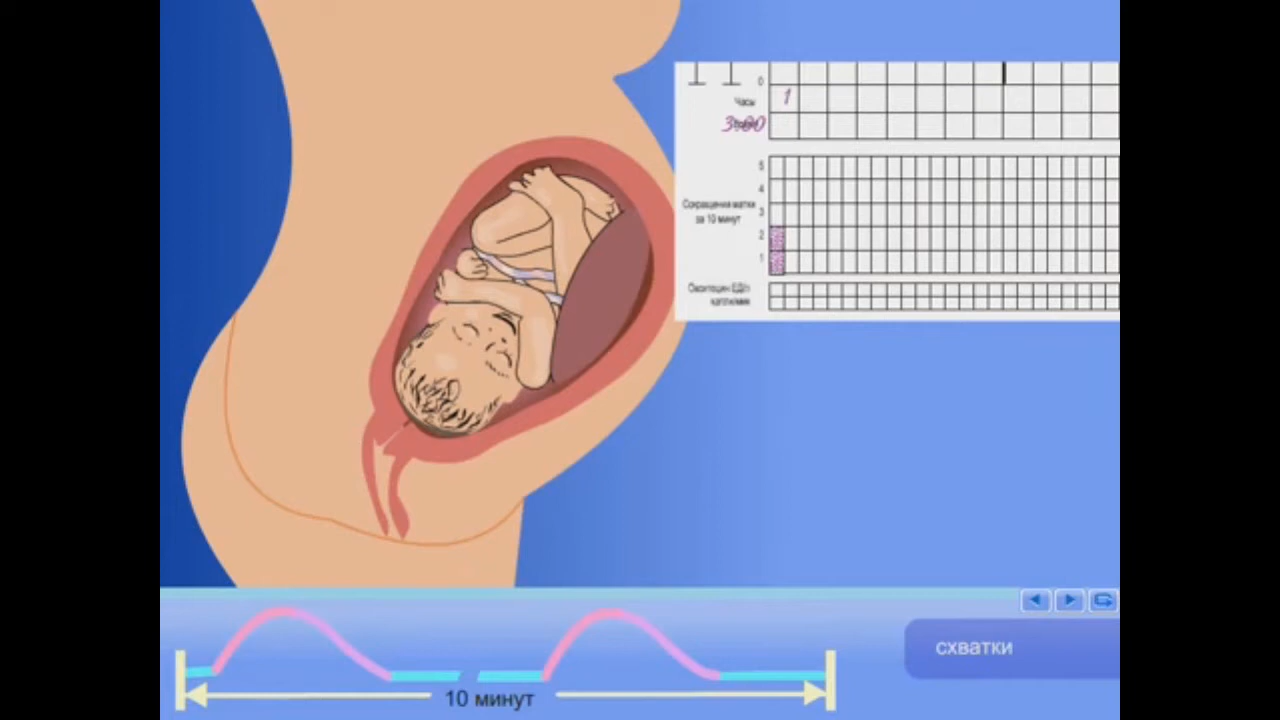 0
Часы 1
3:00
5
4
Сокращения матки 3
за 10 минут
2
1
Окситоцин ЕД/л
капли/мин
схватки
10 минут